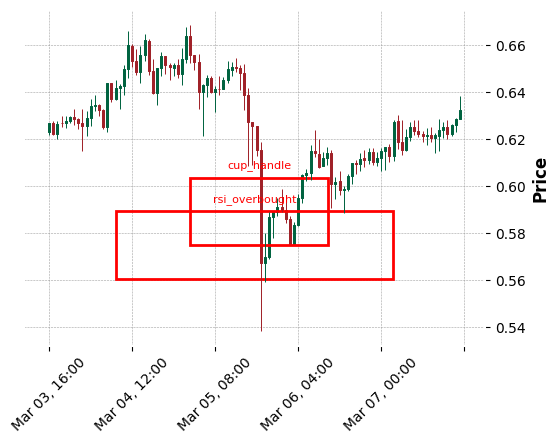 0.66
0.64
0.62
cup_handle
0.60
rsi_overbought
0.58
0.56
0.54
Price
Mar 03, 16:00
Mar 04, 12:00
Mar 05, 08:00
Mar 06, 04:00
Mar 07, 00:00